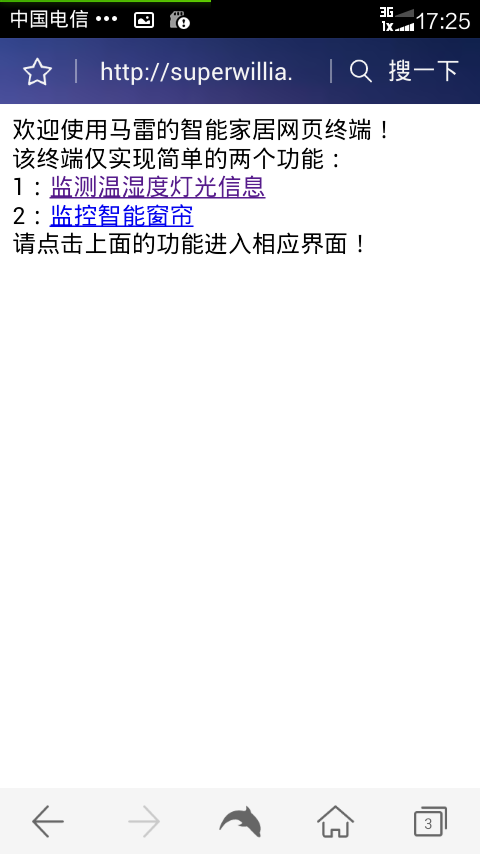 中国电信 ••• 3G 1x 17:25
http://superwillia. 搜一下
欢迎使用马雷的智能家居网页终端！
该终端仅实现简单的两个功能：
1：监测温湿度灯光信息
2：监控智能窗帘
请点击上面的功能进入相应界面！
3